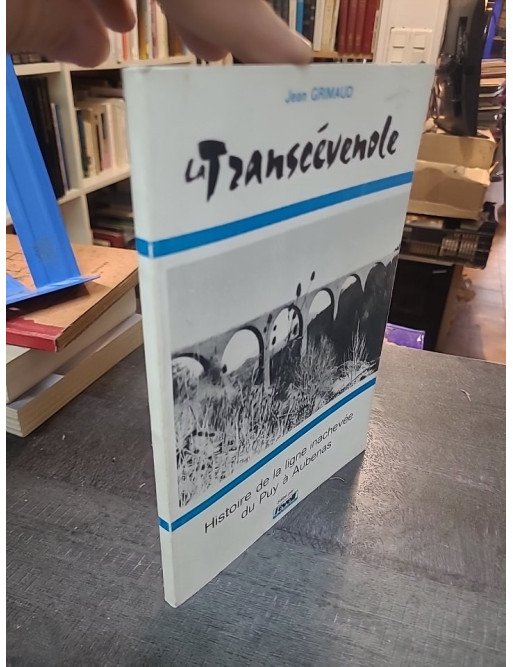 Jean GRIMAUD
La Transcévenole
Histoire de la ligne inachevée
du Puy à Aubenas